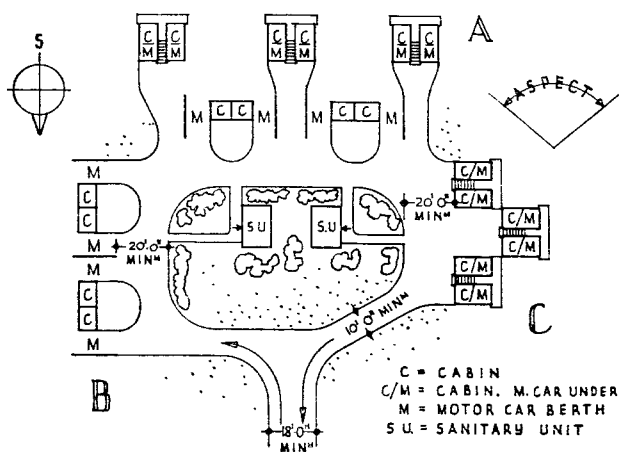 S
A
C/M C/M C/M C/M C/M C/M
ASPECT
M C C M M C C M
M
C
C
M
C
C
M
C/M
C/M
C/M
C/M
C/M
C/M
S.U S.U
20'.0" MINᴹ
20'.0" MINᴹ
10'.0" MINᴹ
18'.0" MINᴹ
B
C
C = CABIN
C/M = CABIN. M.CAR UNDER
M = MOTOR CAR BERTH
S.U. = SANITARY UNIT